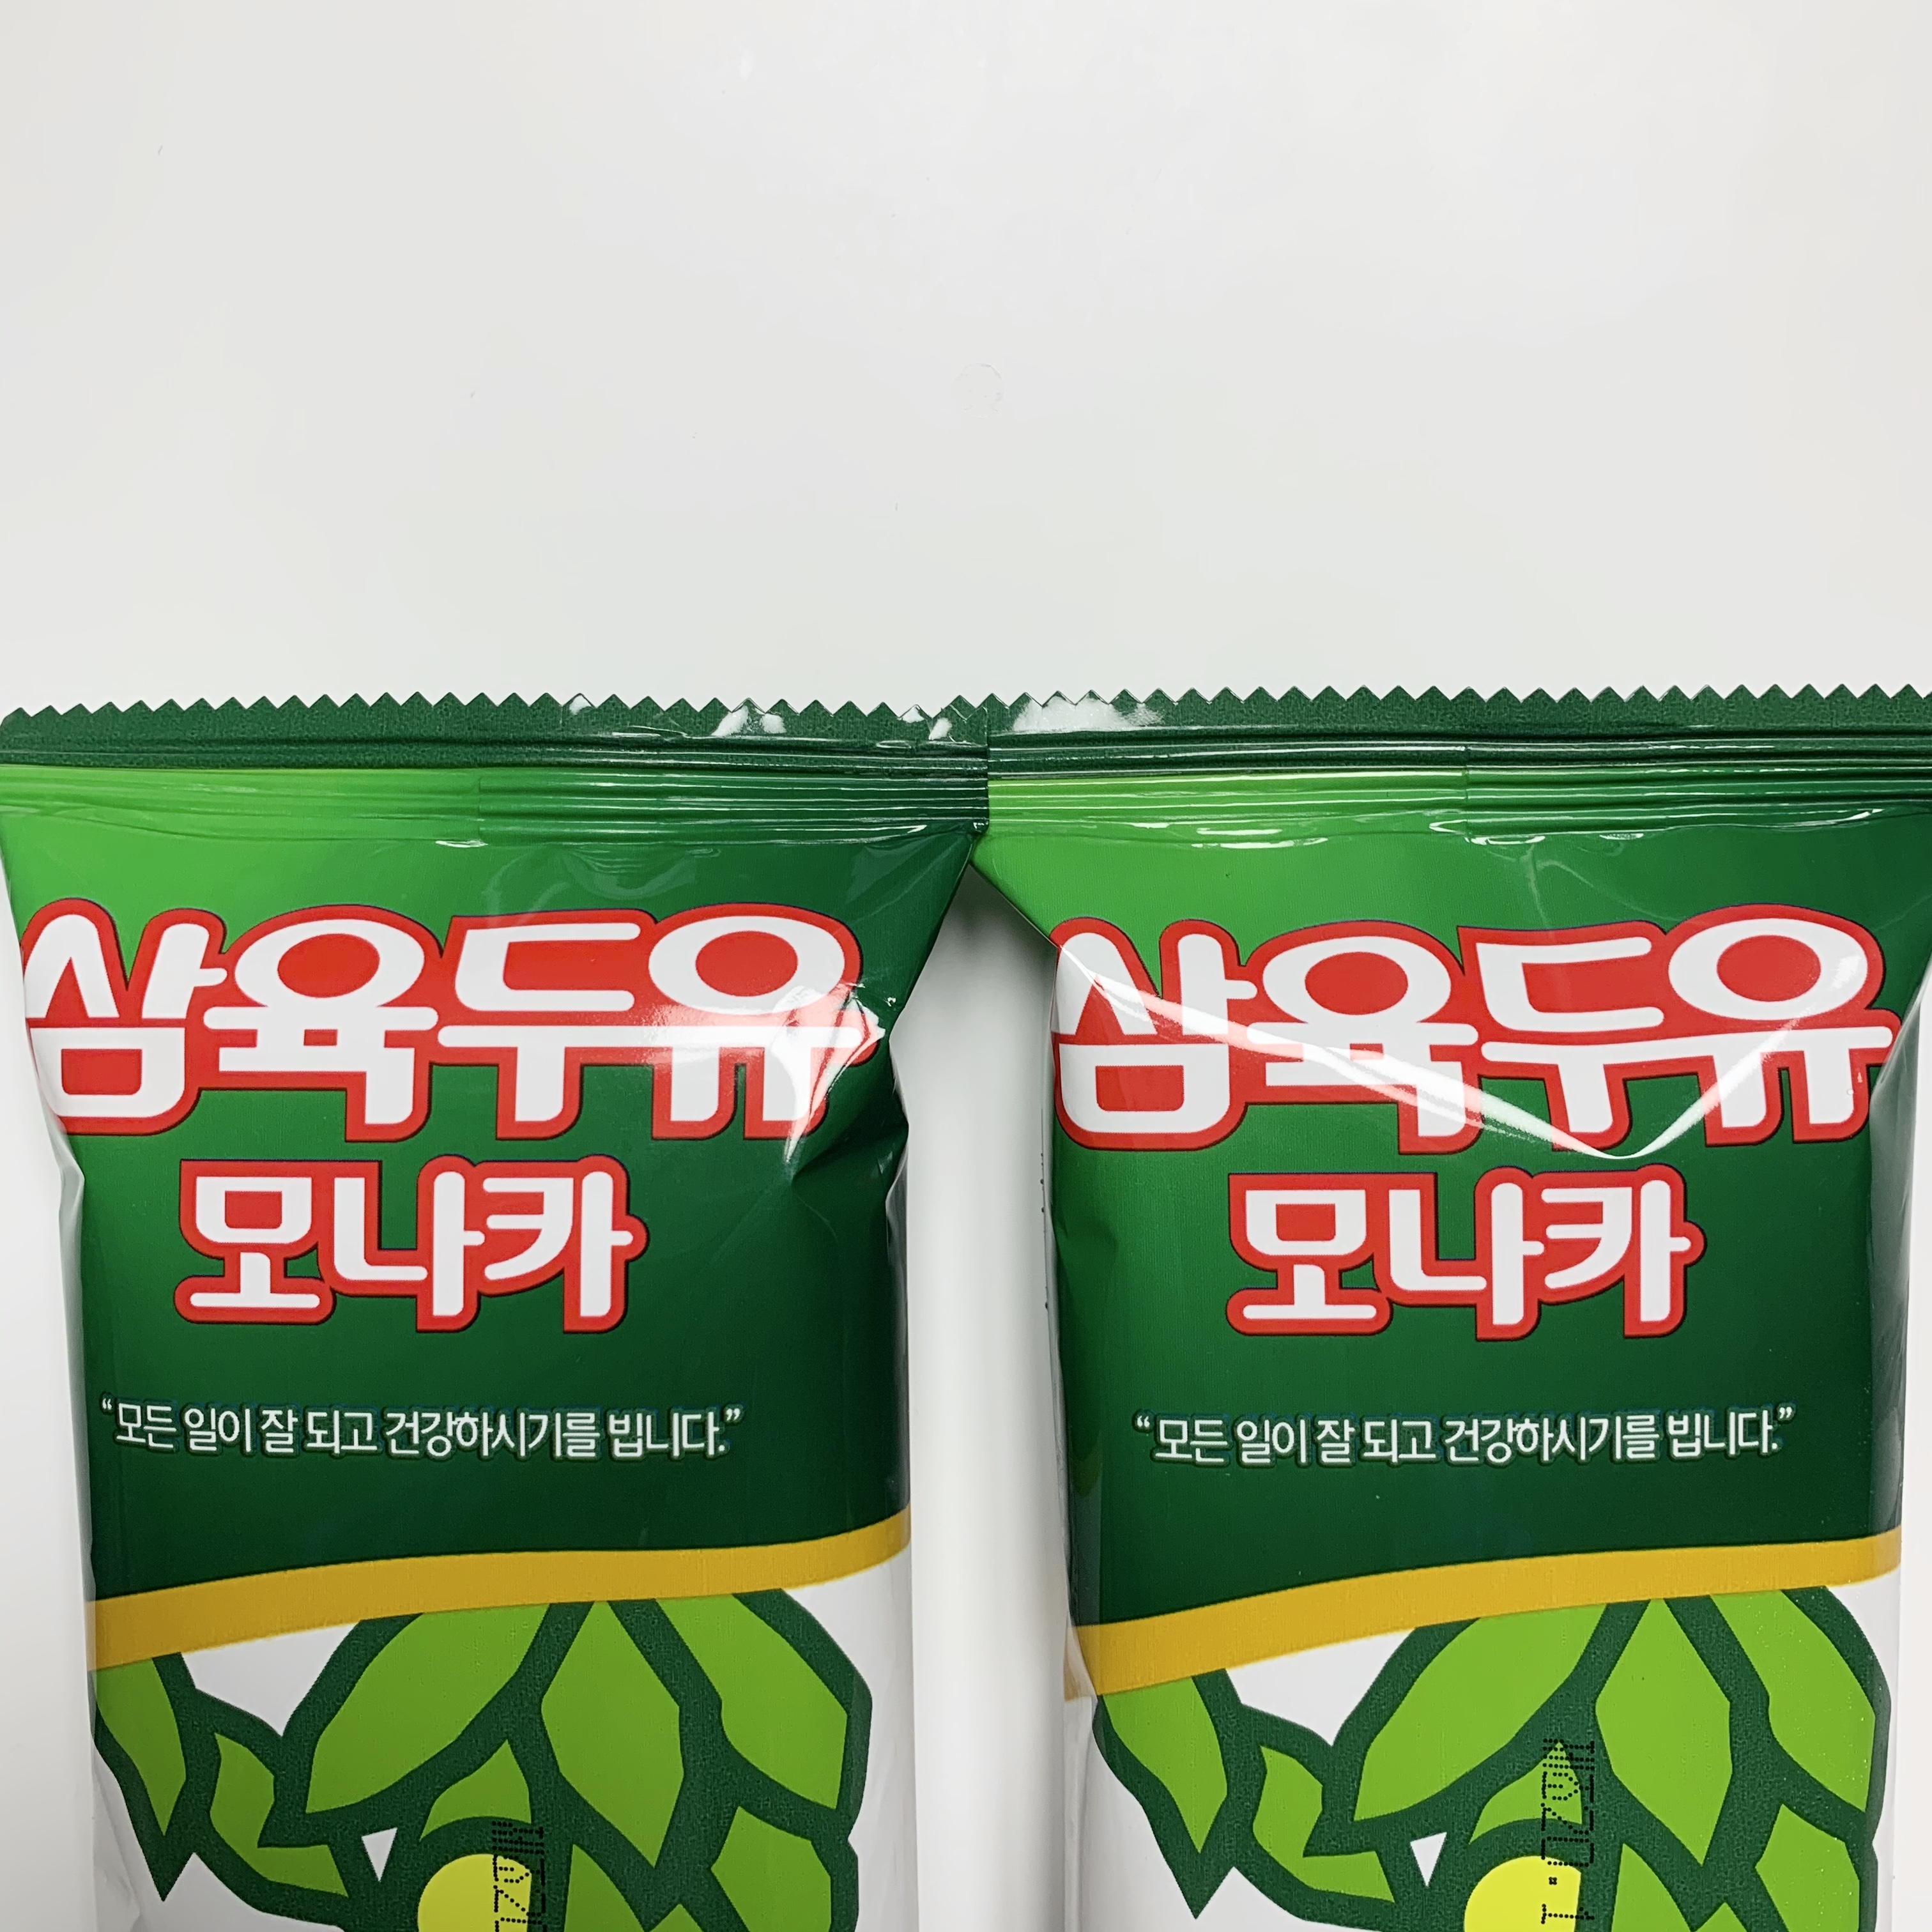 삼육두유
모나카
“모든 일이 잘 되고 건강하시기를 빕니다.”
삼육두유
모나카
“모든 일이 잘 되고 건강하시기를 빕니다.”